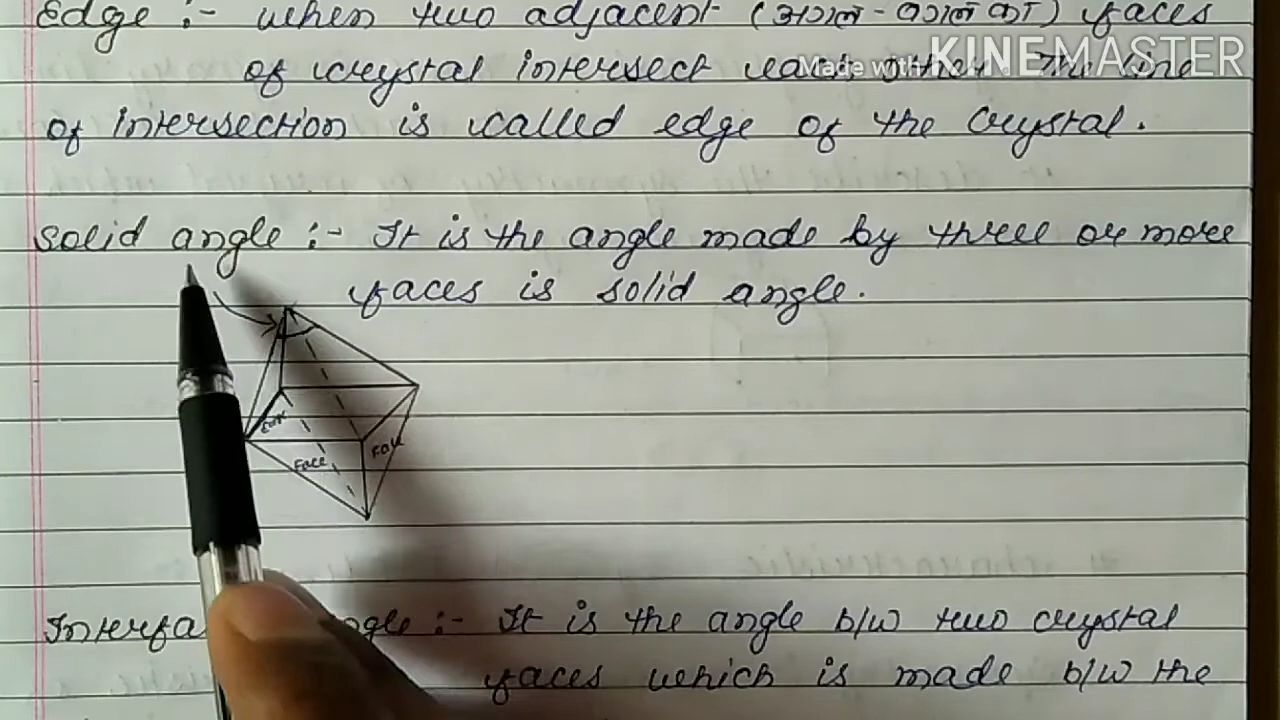 Edge :- when two adjacent (अगल-बगल का) faces
of crystal intersect each other the line
of intersection is called edge of the crystal.
Made with KINEMASTER
Solid angle :- It is the angle made by three or more
faces is solid angle.
Face
Face
Interfa ngle :- It is the angle b/w two crystal
faces which is made b/w the